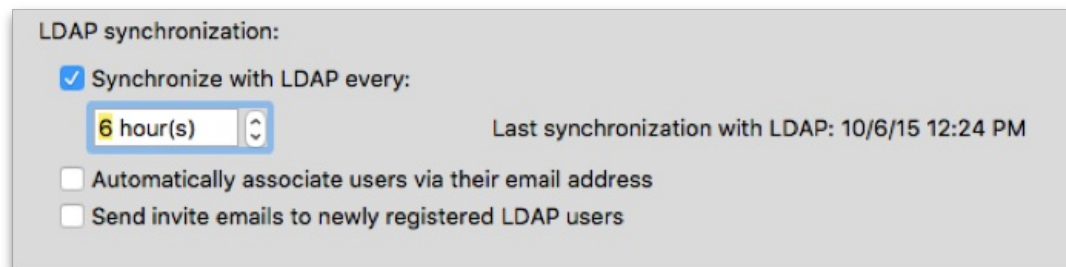 LDAP synchronization:
Synchronize with LDAP every:
6 hour(s) Last synchronization with LDAP: 10/6/15 12:24 PM
Automatically associate users via their email address
Send invite emails to newly registered LDAP users